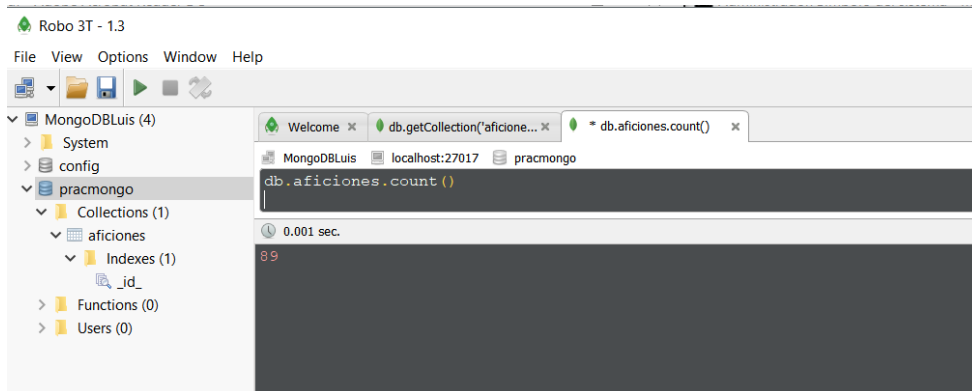 Robo 3T - 1.3
File View Options Window Help
MongoDBLuis (4)
System
config
pracmongo
Collections (1)
aficiones
Indexes (1)
_id_
Functions (0)
Users (0)
Welcome
db.getCollection('aficione...
* db.aficiones.count()
MongoDBLuis localhost:27017 pracmongo
db.aficiones.count()
0.001 sec.
89